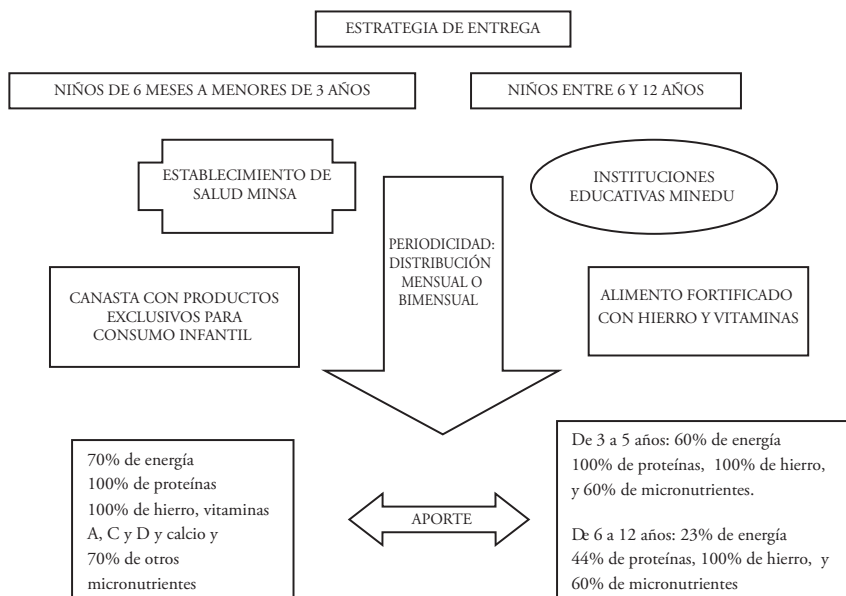 ESTRATEGIA DE ENTREGA
NIÑOS DE 6 MESES A MENORES DE 3 AÑOS
NIÑOS ENTRE 6 Y 12 AÑOS
ESTABLECIMIENTO DE
SALUD MINSA
INSTITUCIONES
EDUCATIVAS MINEDU
PERIODICIDAD:
DISTRIBUCIÓN
MENSUAL O
BIMENSUAL
CANASTA CON PRODUCTOS
EXCLUSIVOS PARA
CONSUMO INFANTIL
ALIMENTO FORTIFICADO
CON HIERRO Y VITAMINAS
70% de energía
100% de proteínas
100% de hierro, vitaminas
A, C y D y calcio y
70% de otros
micronutrientes
APORTE
De 3 a 5 años: 60% de energía
100% de proteínas, 100% de hierro,
y 60% de micronutrientes.
De 6 a 12 años: 23% de energía
44% de proteínas, 100% de hierro, y
60% de micronutrientes